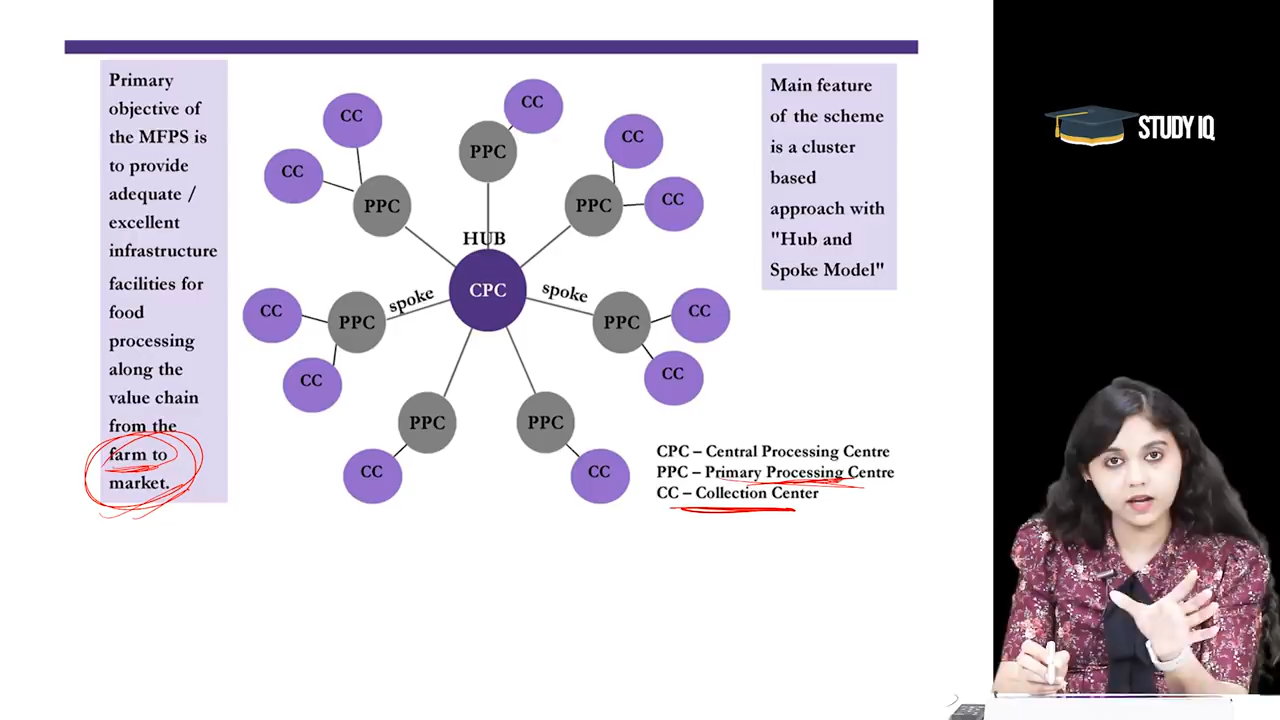 Primary
objective of
the MFPS is
to provide
adequate /
excellent
infrastructure
facilities for
food
processing
along the
value chain
from the
farm to
market.
CC
CC
CC
CC
CC
CC
PPC
PPC
PPC
HUB
CPC
spoke
spoke
CC
PPC
PPC
CC
CC
CC
PPC
PPC
CC
CC
Main feature
of the scheme
is a cluster
based
approach with
"Hub and
Spoke Model"
CPC – Central Processing Centre
PPC – Primary Processing Centre
CC – Collection Center
STUDY IQ